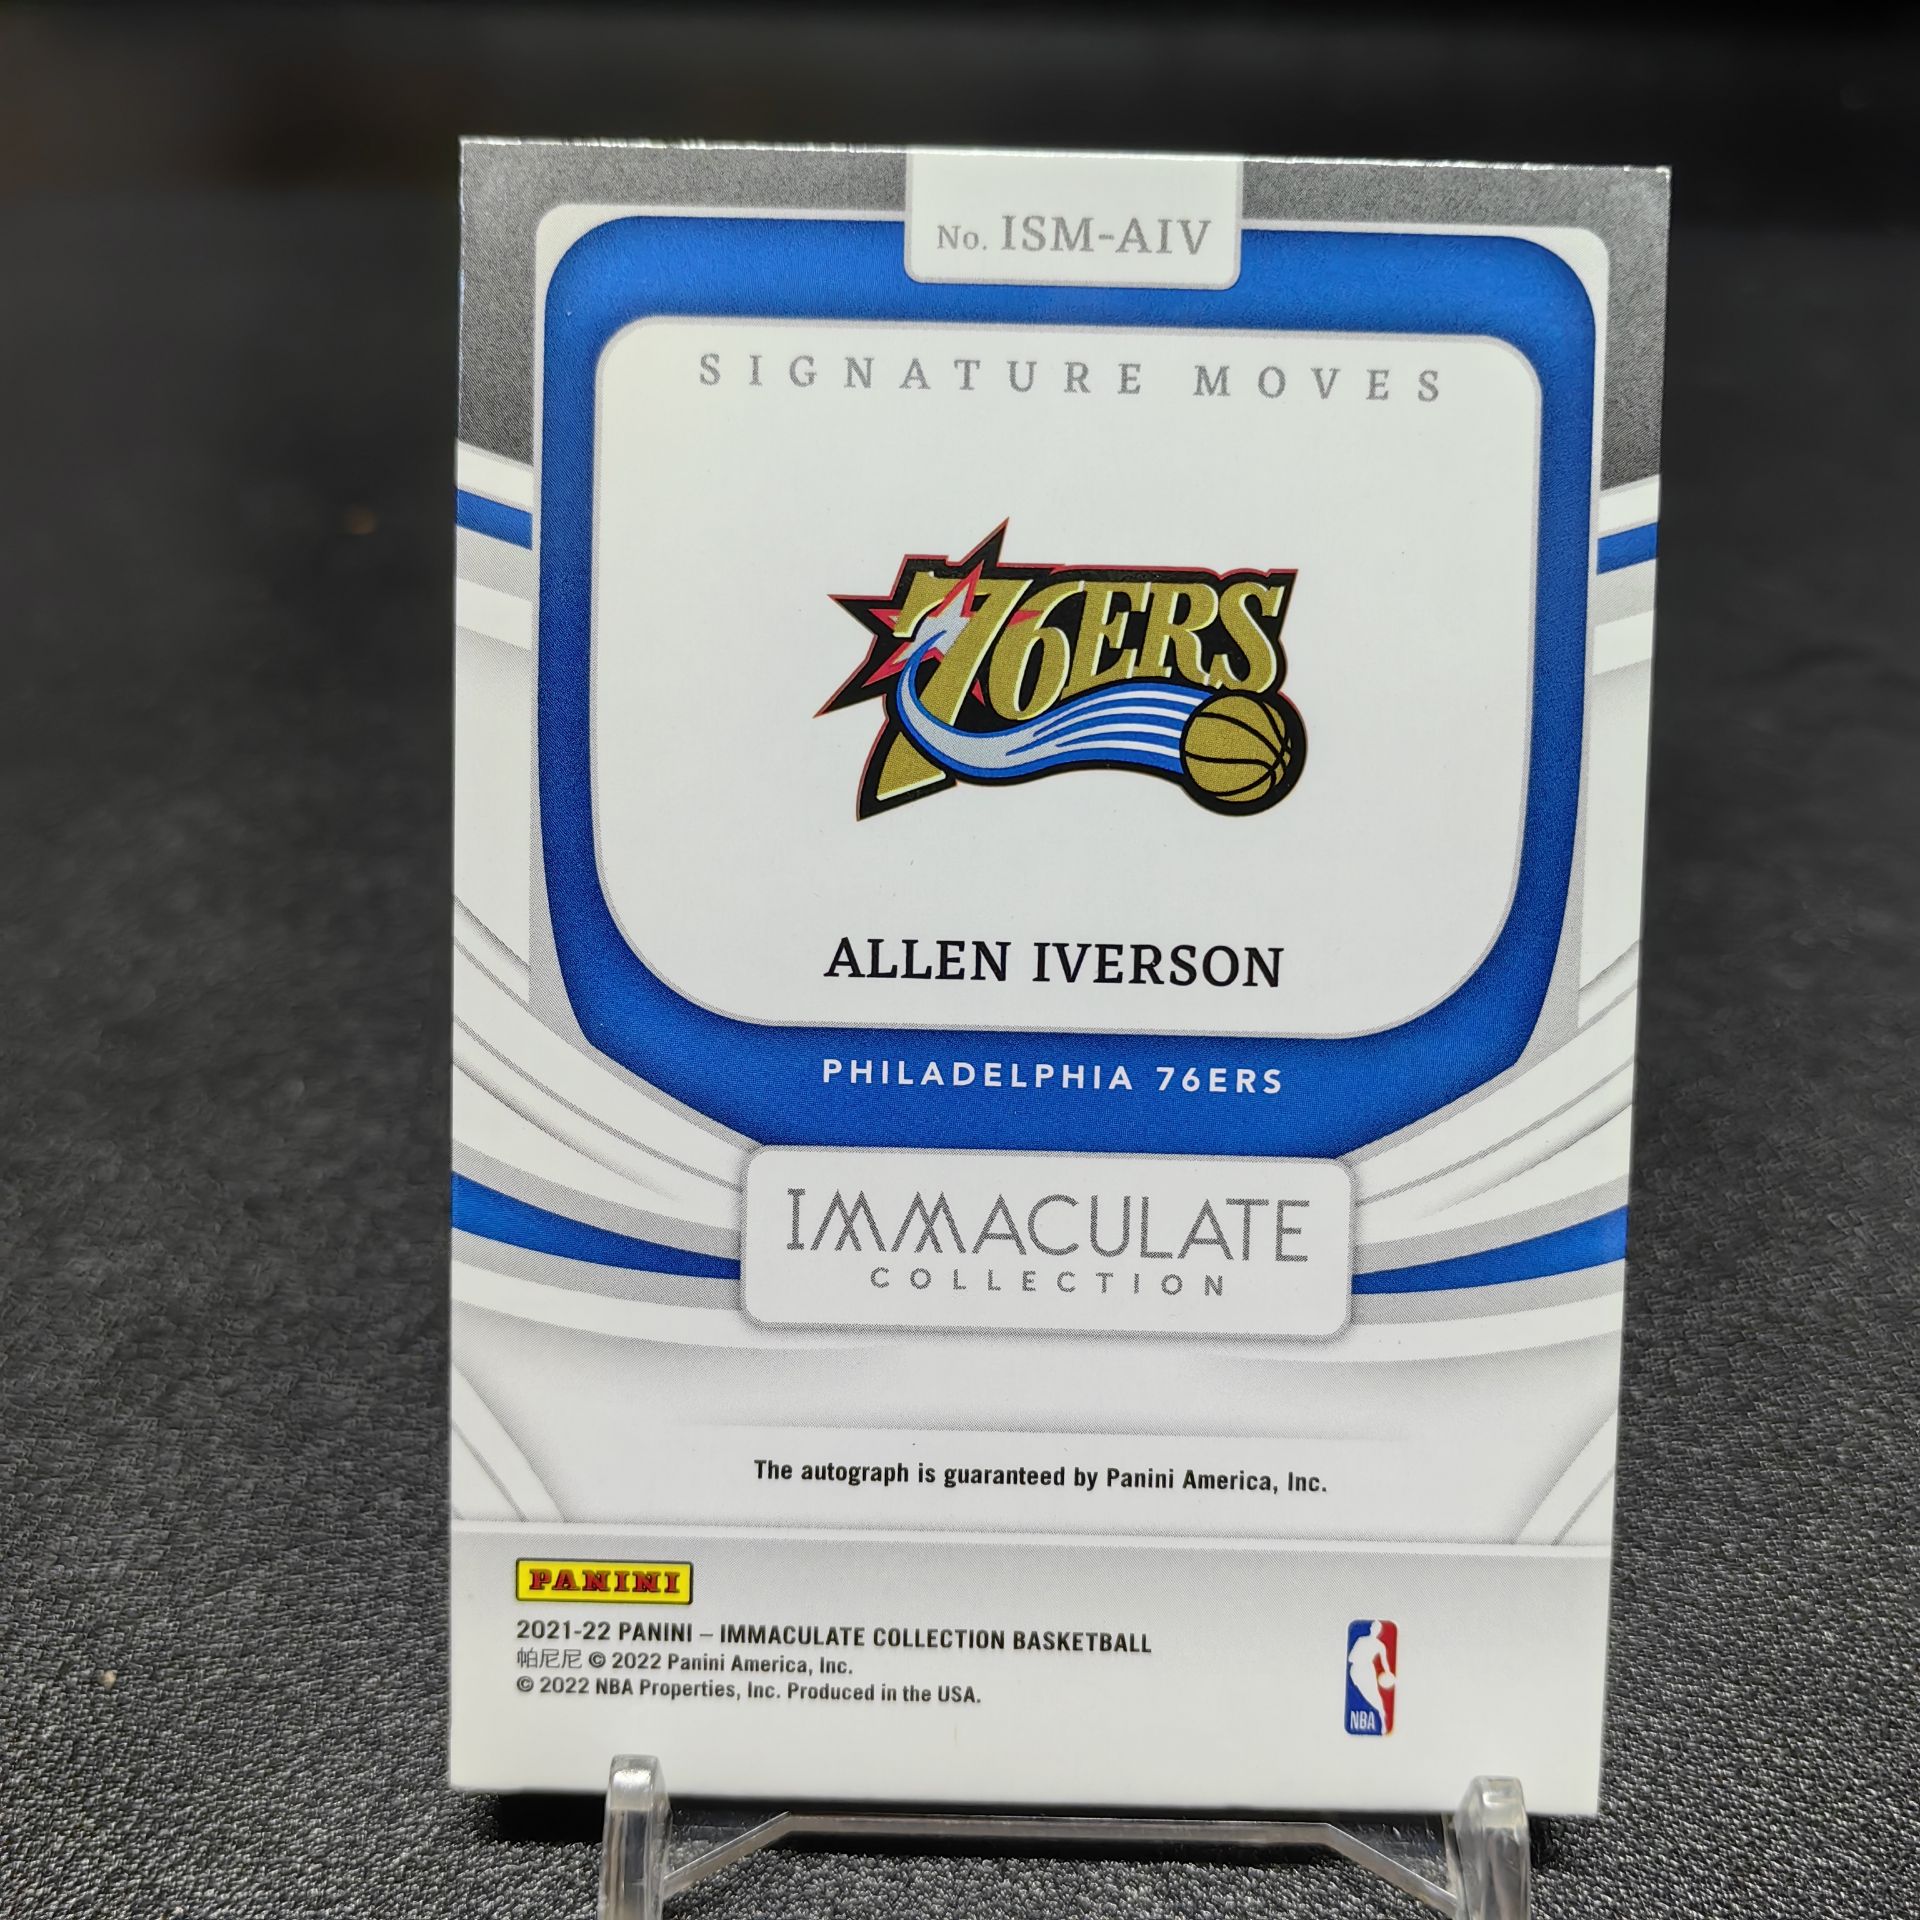 No. ISM-AIV
SIGNATURE MOVES
76ERS
ALLEN IVERSON
PHILADELPHIA 76ERS
IMMACULATE
COLLECTION
The autograph is guaranteed by Panini America, Inc.
PANINI
2021-22 PANINI – IMMACULATE COLLECTION BASKETBALL
帕尼尼 © 2022 Panini America, Inc.
© 2022 NBA Properties, Inc. Produced in the USA.
NBA